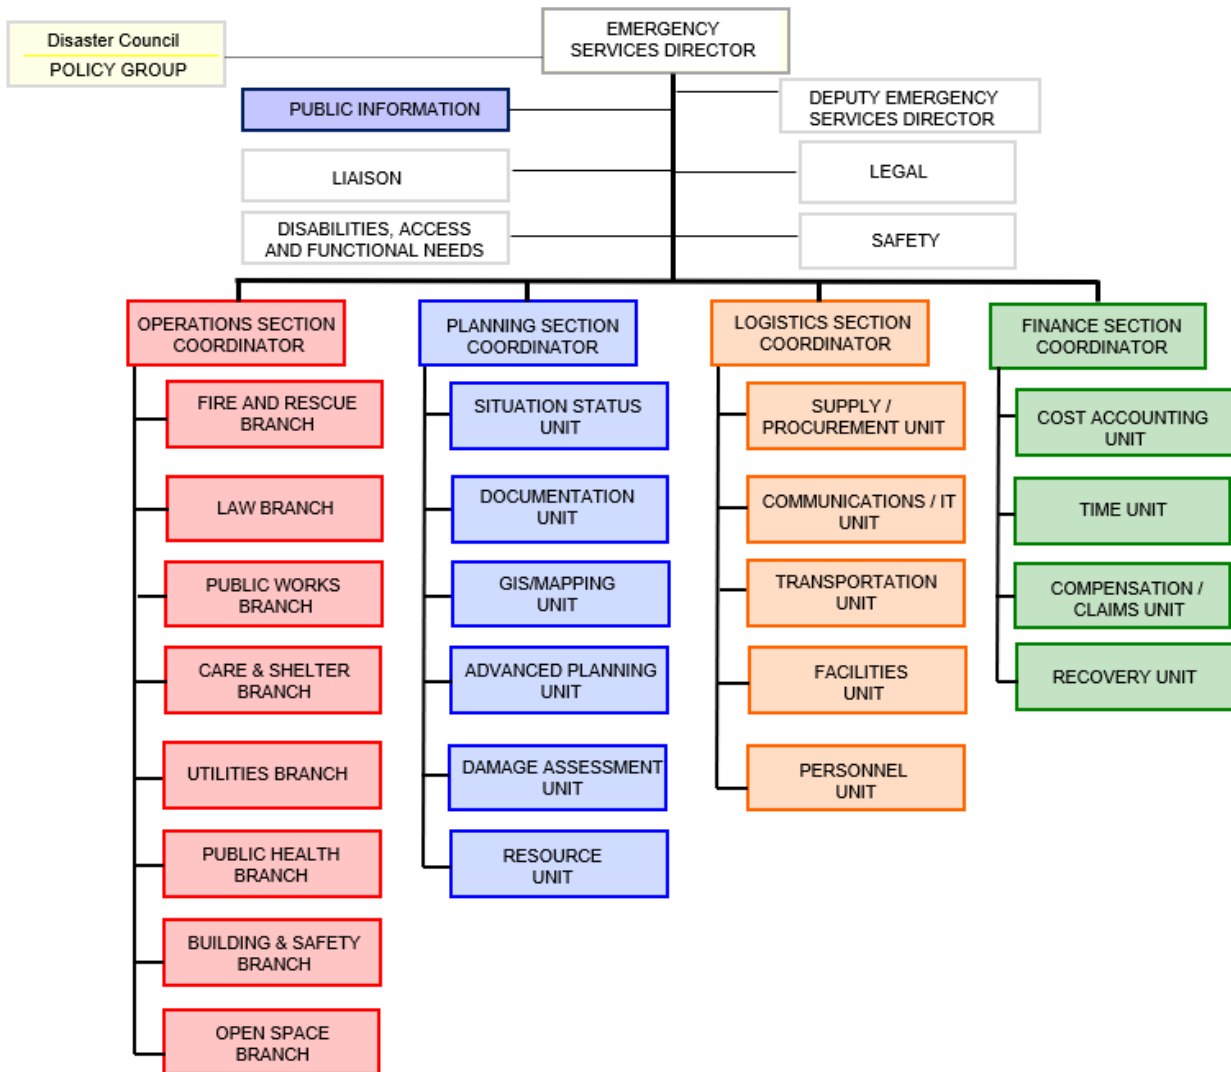 Disaster Council
POLICY GROUP
EMERGENCY
SERVICES DIRECTOR
PUBLIC INFORMATION
DEPUTY EMERGENCY
SERVICES DIRECTOR
LIAISON
LEGAL
DISABILITIES, ACCESS
AND FUNCTIONAL NEEDS
SAFETY
OPERATIONS SECTION
COORDINATOR
FIRE AND RESCUE
BRANCH
LAW BRANCH
PUBLIC WORKS
BRANCH
CARE & SHELTER
BRANCH
UTILITIES BRANCH
PUBLIC HEALTH
BRANCH
BUILDING & SAFETY
BRANCH
OPEN SPACE
BRANCH
PLANNING SECTION
COORDINATOR
SITUATION STATUS
UNIT
DOCUMENTATION
UNIT
GIS/MAPPING
UNIT
ADVANCED PLANNING
UNIT
DAMAGE ASSESSMENT
UNIT
RESOURCE
UNIT
LOGISTICS SECTION
COORDINATOR
SUPPLY /
PROCUREMENT UNIT
COMMUNICATIONS / IT
UNIT
TRANSPORTATION
UNIT
FACILITIES
UNIT
PERSONNEL
UNIT
FINANCE SECTION
COORDINATOR
COST ACCOUNTING
UNIT
TIME UNIT
COMPENSATION /
CLAIMS UNIT
RECOVERY UNIT